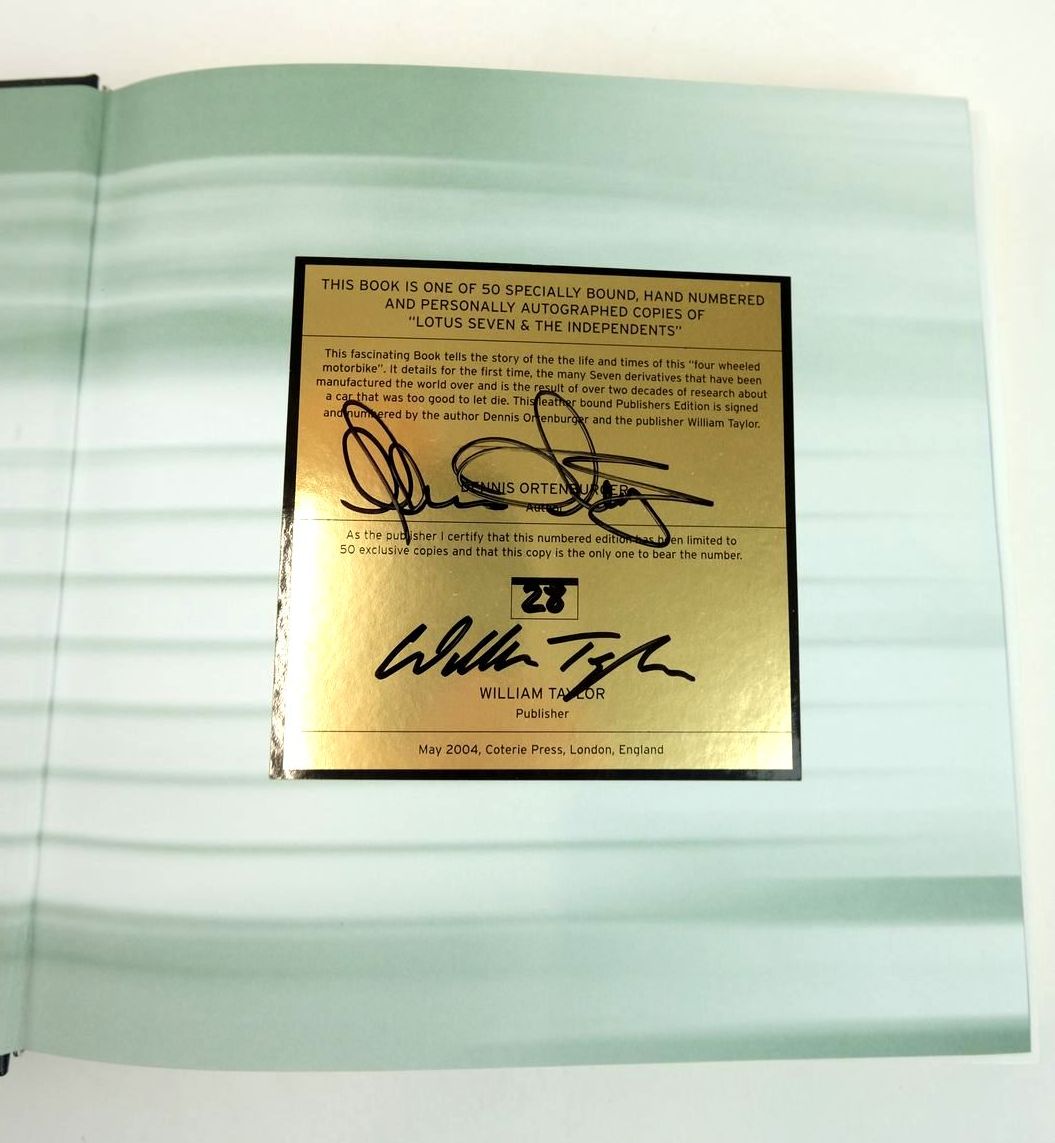 THIS BOOK IS ONE OF 50 SPECIALLY BOUND, HAND NUMBERED
AND PERSONALLY AUTOGRAPHED COPIES OF
"LOTUS SEVEN & THE INDEPENDENTS"
This fascinating Book tells the story of the the life and times of this "four wheeled
motorbike". It details for the first time, the many Seven derivatives that have been
manufactured the world over and is the result of over two decades of research about
a car that was too good to let die. This leather bound Publishers Edition is signed
and numbered by the author Dennis Ortenburger and the publisher William Taylor.
DENNIS ORTENBURGER
Author
As the publisher I certify that this numbered edition has been limited to
50 exclusive copies and that this copy is the only one to bear the number.
28
William Taylor
WILLIAM TAYLOR
Publisher
May 2004, Coterie Press, London, England